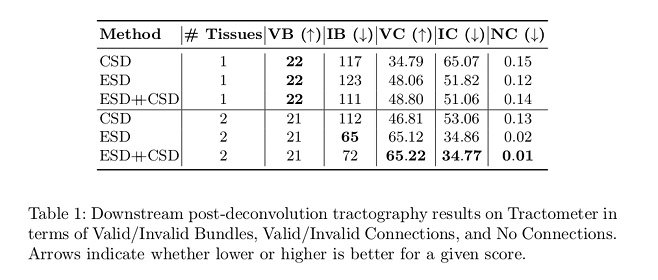 Method # Tissues VB (↑) IB (↓) VC (↑) IC (↓) NC (↓)
CSD 1 22 117 34.79 65.07 0.15
ESD 1 22 123 48.06 51.82 0.12
ESD+CSD 1 22 111 48.80 51.06 0.14
CSD 2 21 112 46.81 53.06 0.13
ESD 2 21 65 65.12 34.86 0.02
ESD+CSD 2 21 72 65.22 34.77 0.01
Table 1: Downstream post-deconvolution tractography results on Tractometer in
terms of Valid/Invalid Bundles, Valid/Invalid Connections, and No Connections.
Arrows indicate whether lower or higher is better for a given score.